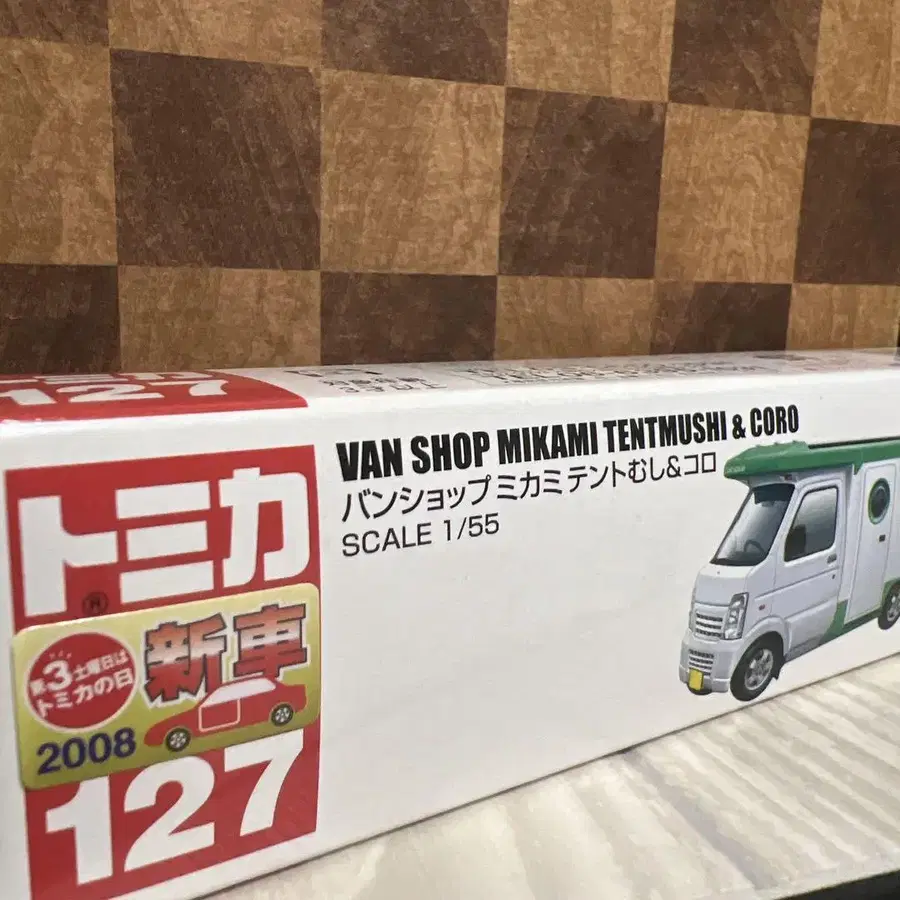 127
VAN SHOP MIKAMI TENTMUSHI & CORO
バンショップ ミカミ テントむし&コロ
SCALE 1/55
トミカ
®
新車
第3土曜日は
トミカの日
2008
127